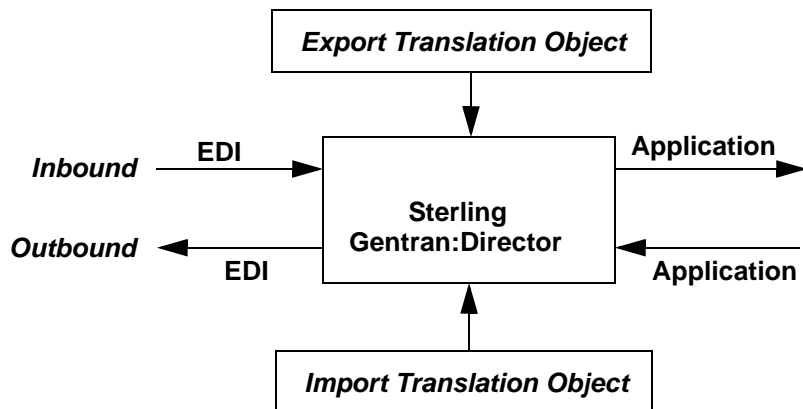 Export Translation Object
EDI
Application
Inbound
Sterling
Gentran:Director
Outbound
EDI
Application
Import Translation Object